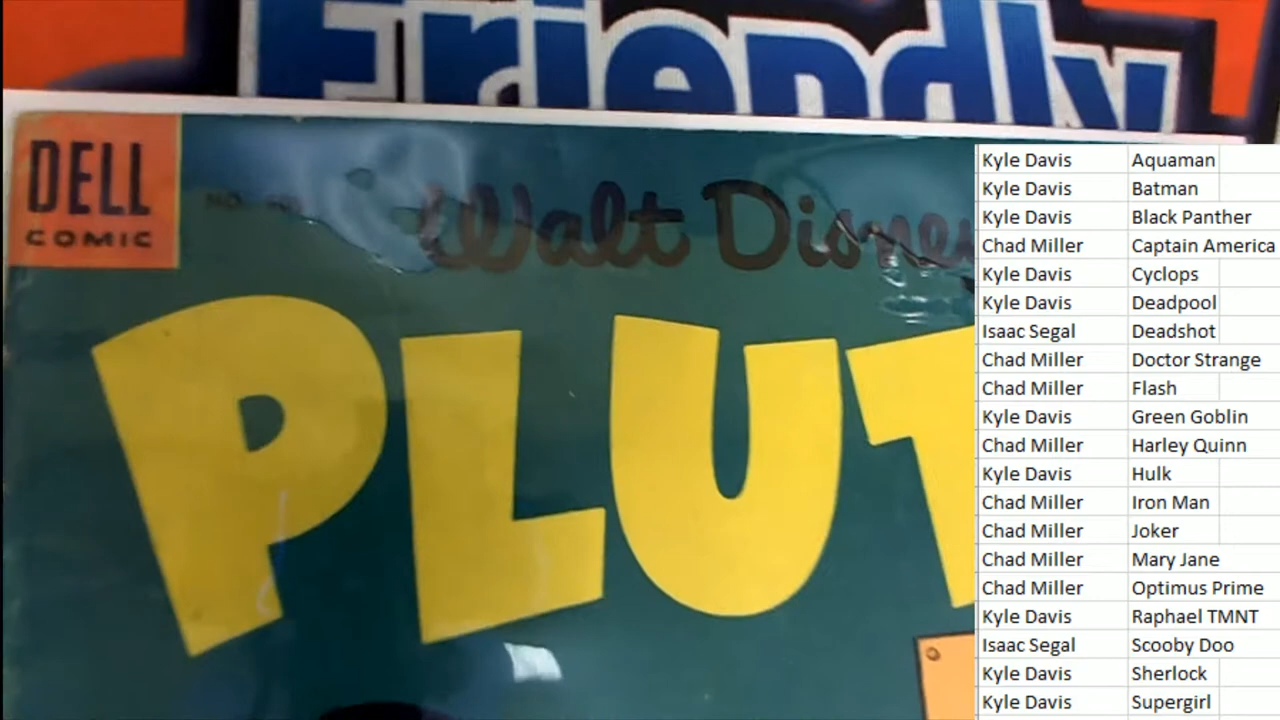 Friendly
DELL
COMIC
Walt Disney
PLUT
Kyle Davis Aquaman
Kyle Davis Batman
Kyle Davis Black Panther
Chad Miller Captain America
Kyle Davis Cyclops
Kyle Davis Deadpool
Isaac Segal Deadshot
Chad Miller Doctor Strange
Chad Miller Flash
Kyle Davis Green Goblin
Chad Miller Harley Quinn
Kyle Davis Hulk
Chad Miller Iron Man
Chad Miller Joker
Chad Miller Mary Jane
Chad Miller Optimus Prime
Kyle Davis Raphael TMNT
Isaac Segal Scooby Doo
Kyle Davis Sherlock
Kyle Davis Supergirl